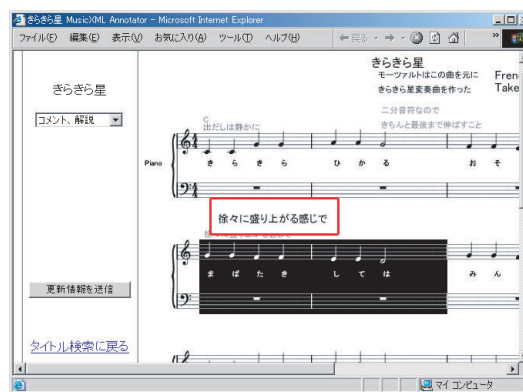 きらきら星 MusicXML Annotator - Microsoft Internet Explorer
ファイル(F) 編集(E) 表示(V) お気に入り(A) ツール(T) ヘルプ(H)
戻る
»
きらきら星
コメント、解説
更新情報を送信
タイトル検索に戻る
きらきら星
モーツァルトはこの曲を元に
きらきら星変奏曲を作った
Fren
Take
二分音符なので
きちんと最後まで伸ばすこと
C
出だしは静かに
Piano
き ら き ら ひ か る お そ
徐々に盛り上がる感じで
ま ば た き し て は み ん
マイ コンピュータ